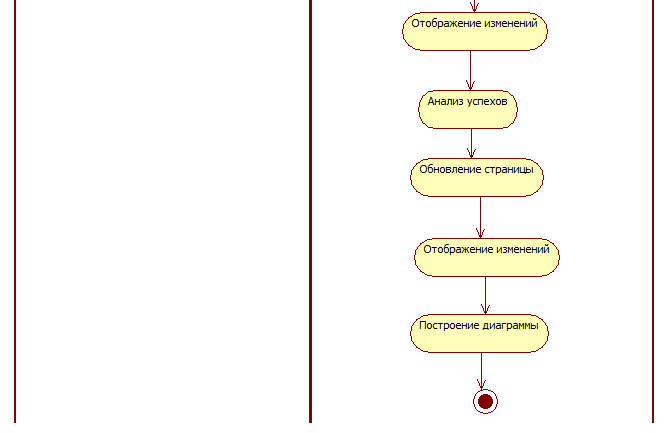 Отображение изменений
Анализ успехов
Обновление страницы
Отображение изменений
Построение диаграммы